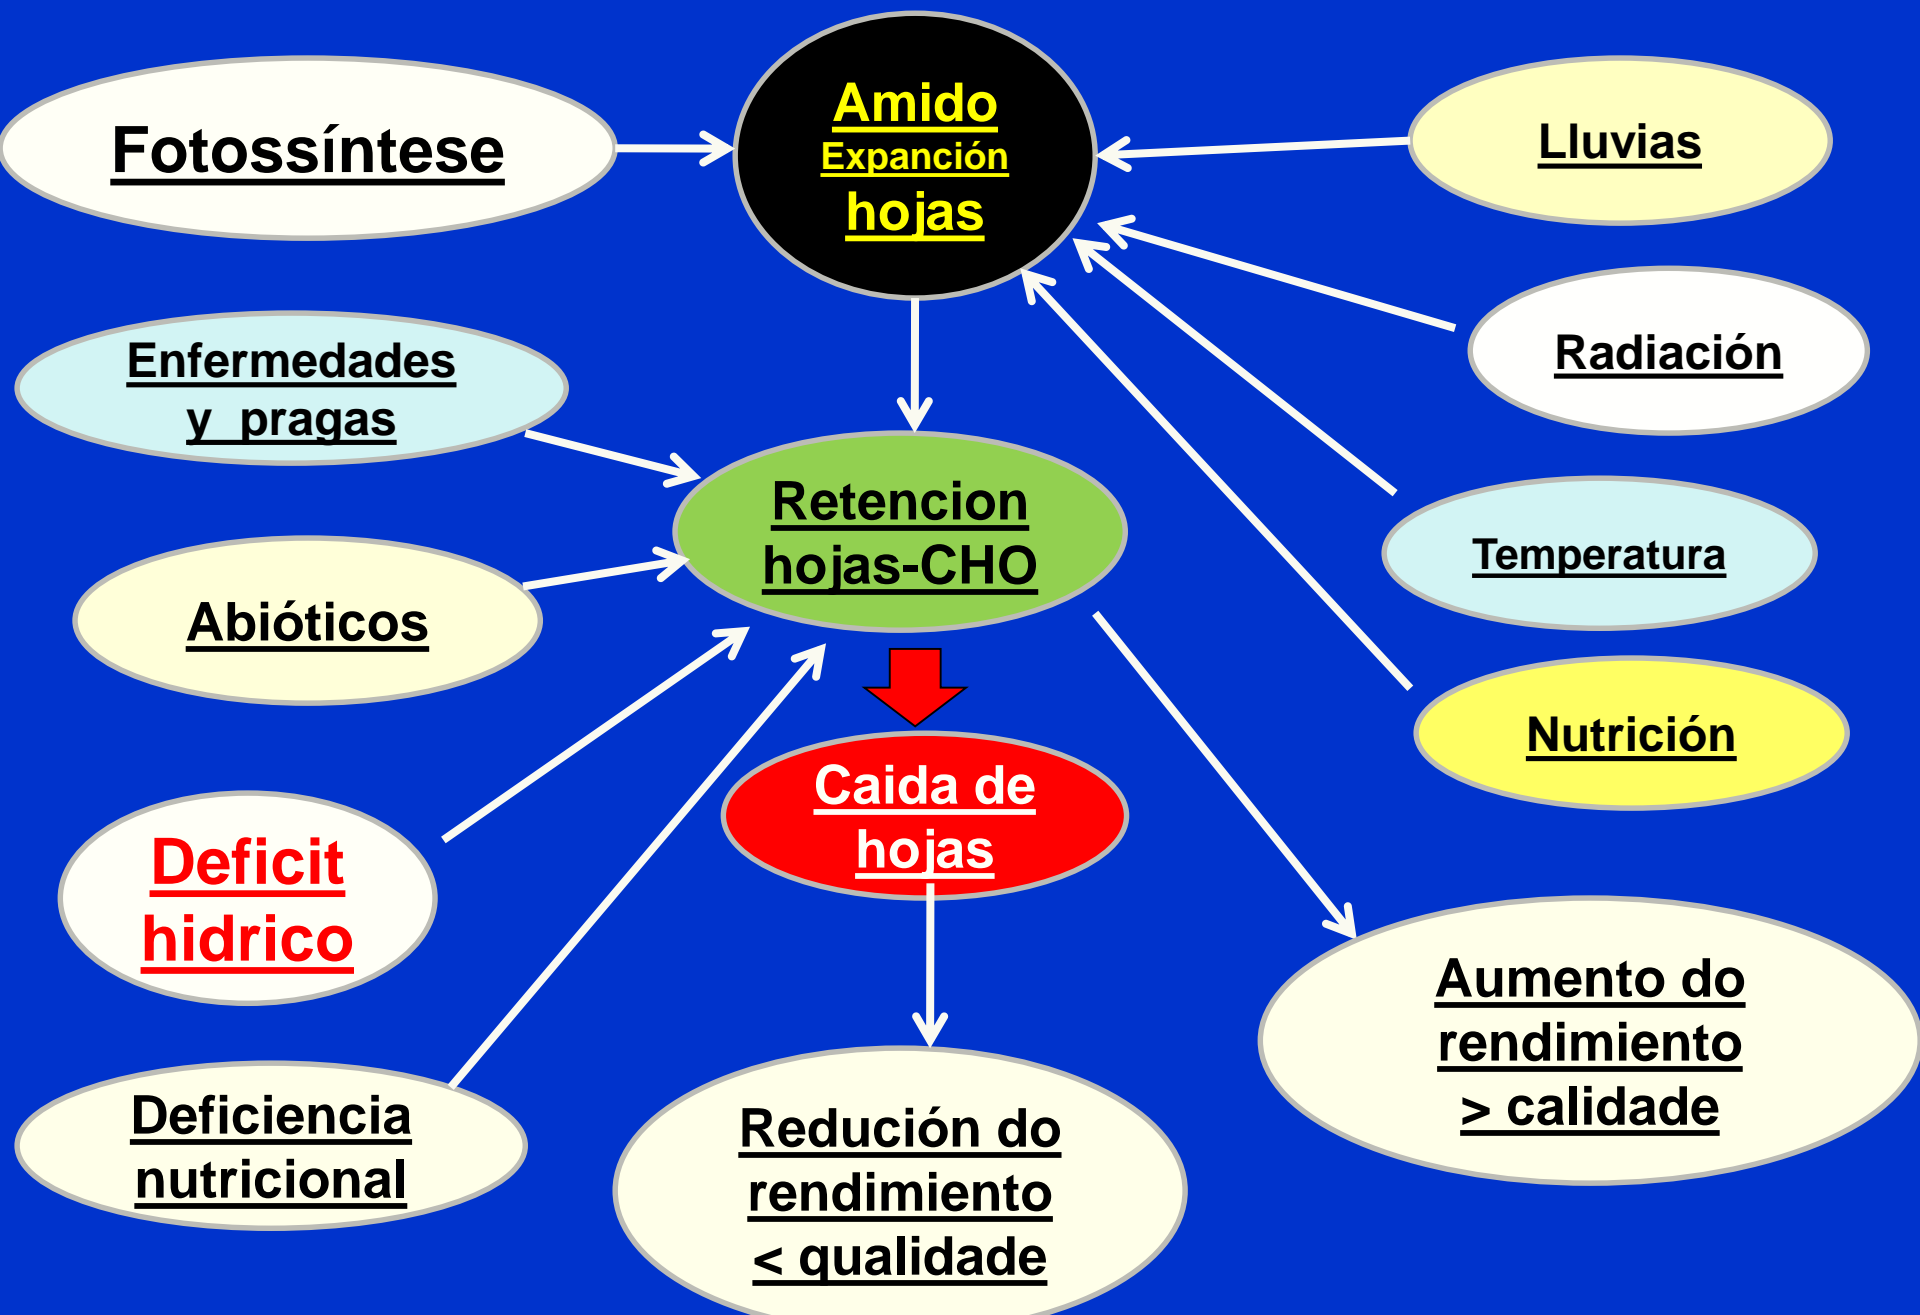 Fotossíntese
Amido
Expanción
hojas
Lluvias
Radiación
Enfermedades
y  pragas
Retencion
hojas-CHO
Temperatura
Abióticos
Nutrición
Caida de
hojas
Deficit
hidrico
Aumento do
rendimiento
> calidade
Deficiencia
nutricional
Redución do
rendimiento
< qualidade